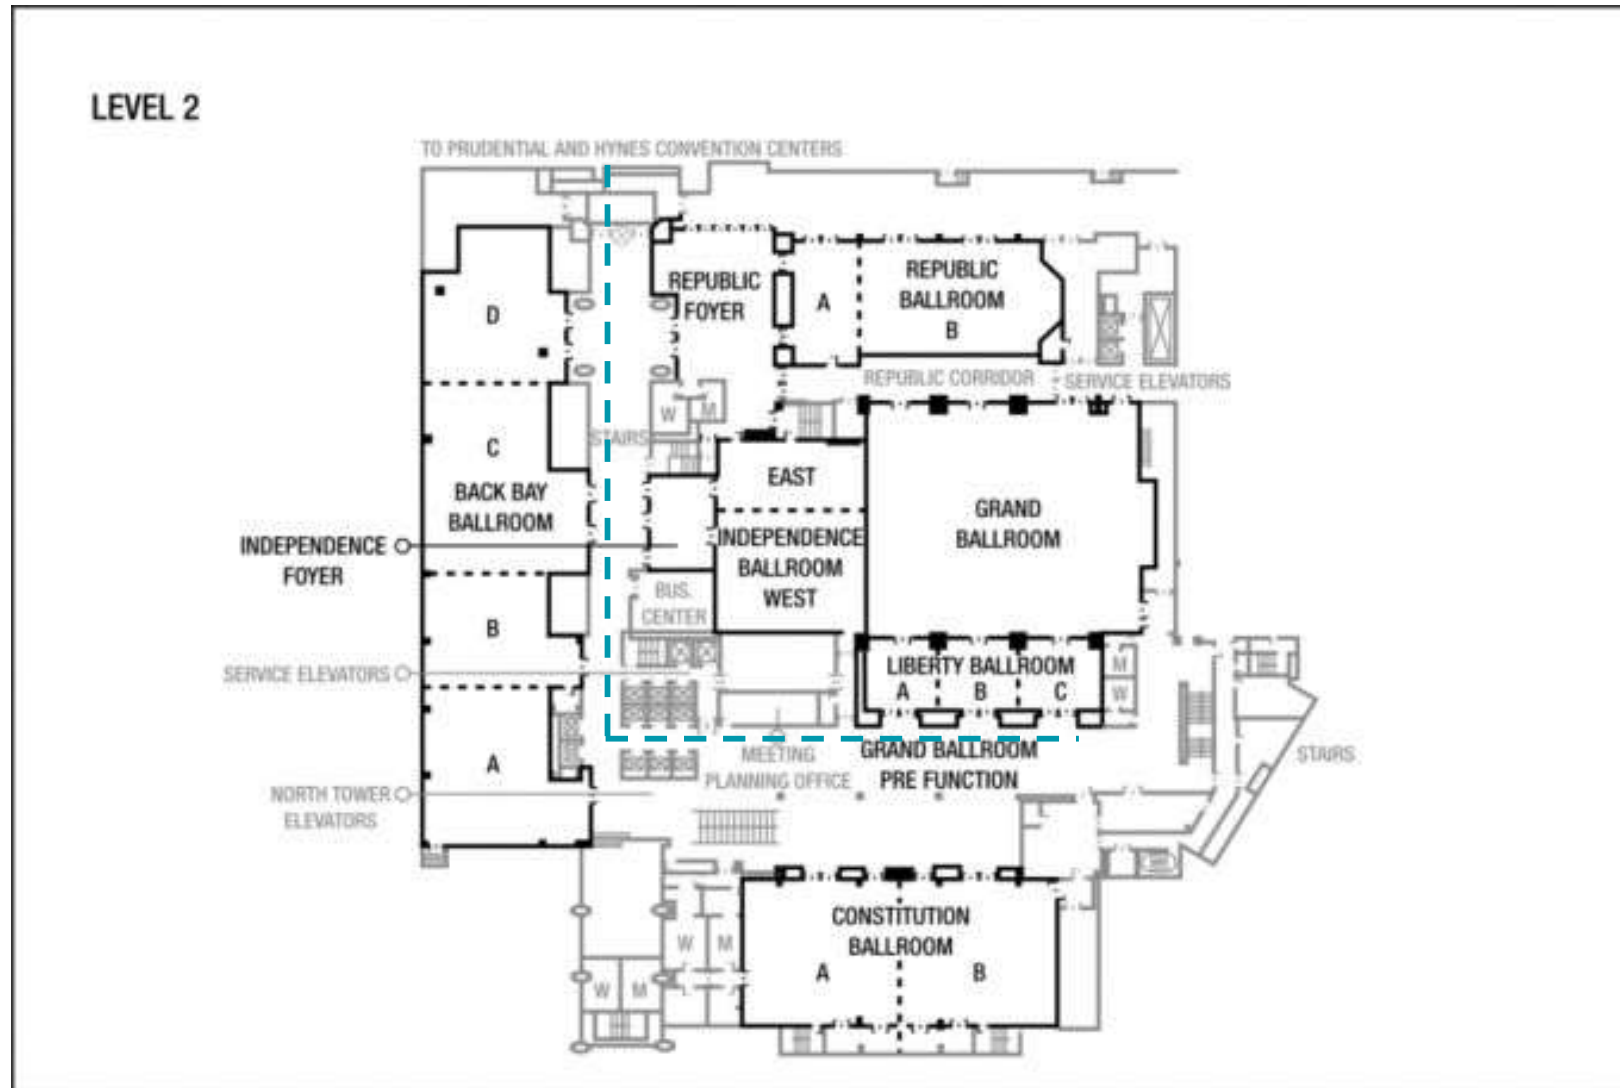 LEVEL 2
TO PRUDENTIAL AND HYNES CONVENTION CENTERS
REPUBLIC
FOYER
A
REPUBLIC
BALLROOM
B
D
REPUBLIC CORRIDOR
SERVICE ELEVATORS
W
M
STAIRS
C
BACK BAY
BALLROOM
EAST
GRAND
BALLROOM
INDEPENDENCE
FOYER
INDEPENDENCE
BALLROOM
WEST
BUS.
CENTER
B
SERVICE ELEVATORS
LIBERTY BALLROOM
A
B
C
M
W
A
MEETING
PLANNING OFFICE
GRAND BALLROOM
PRE FUNCTION
STAIRS
NORTH TOWER
ELEVATORS
CONSTITUTION
BALLROOM
A
B
W
M
W
M